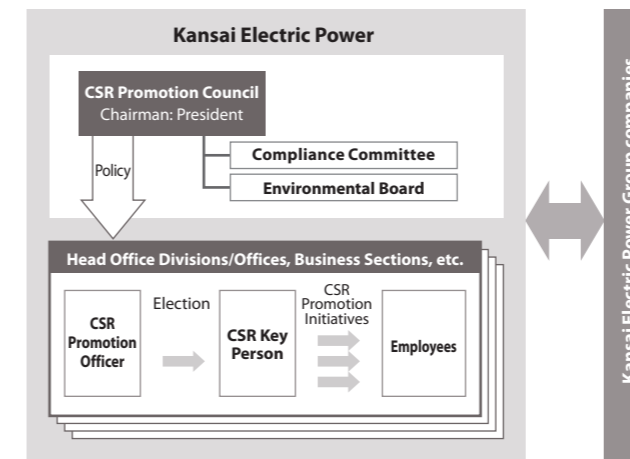 Kansai Electric Power
CSR Promotion Council
Chairman: President
Policy
Compliance Committee
Environmental Board
Head Office Divisions/Offices, Business Sections, etc.
CSR
Promotion
Officer
Election
CSR Key
Person
CSR
Promotion
Initiatives
Employees
Kansai Electric Power Group companies